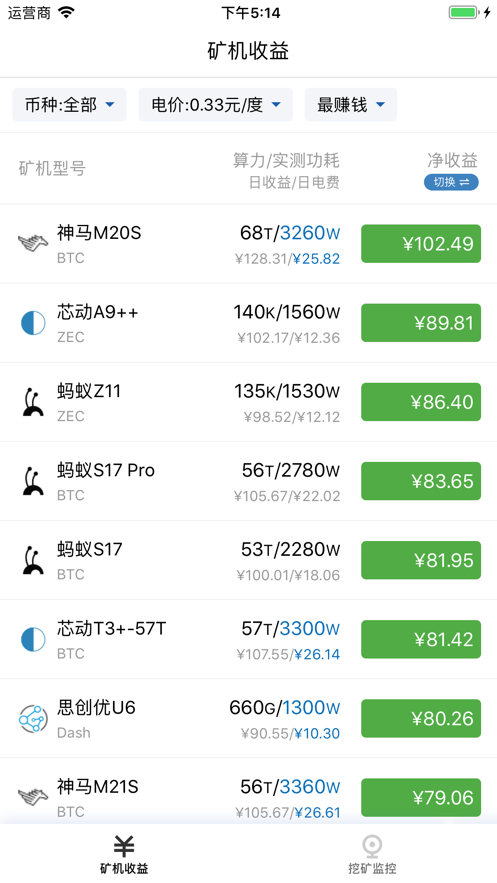 运营商 下午5:14
矿机收益
币种:全部 电价:0.33元/度 最赚钱
矿机型号 算力/实测功耗 净收益
日收益/日电费 切换
神马M20S 68T/3260W ¥102.49
BTC ¥128.31/¥25.82
芯动A9++ 140K/1560W ¥89.81
ZEC ¥102.17/¥12.36
蚂蚁Z11 135K/1530W ¥86.40
ZEC ¥98.52/¥12.12
蚂蚁S17 Pro 56T/2780W ¥83.65
BTC ¥105.67/¥22.02
蚂蚁S17 53T/2280W ¥81.95
BTC ¥100.01/¥18.06
芯动T3+-57T 57T/3300W ¥81.42
BTC ¥107.55/¥26.14
思创优U6 660G/1300W ¥80.26
Dash ¥90.55/¥10.30
神马M21S 56T/3360W ¥79.06
BTC ¥105.67/¥26.61
矿机收益 挖矿监控